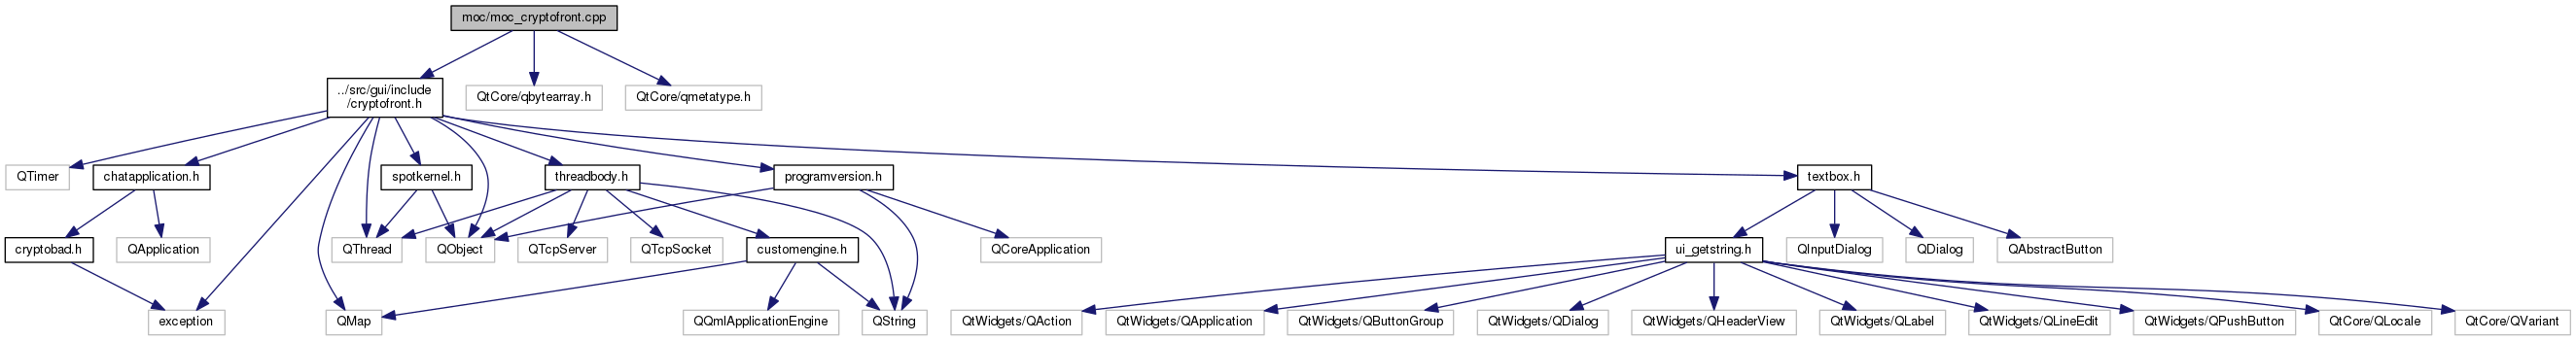 moc/moc_cryptofront.cpp
../src/gui/include
/cryptofront.h
QtCore/qbytearray.h
QtCore/qmetatype.h
QTimer
chatapplication.h
spotkernel.h
threadbody.h
programversion.h
textbox.h
cryptobad.h
QApplication
QThread
QObject
QTcpServer
QTcpSocket
customengine.h
QCoreApplication
ui_getstring.h
QInputDialog
QDialog
QAbstractButton
exception
QMap
QQmlApplicationEngine
QString
QtWidgets/QAction
QtWidgets/QApplication
QtWidgets/QButtonGroup
QtWidgets/QDialog
QtWidgets/QHeaderView
QtWidgets/QLabel
QtWidgets/QLineEdit
QtWidgets/QPushButton
QtCore/QLocale
QtCore/QVariant